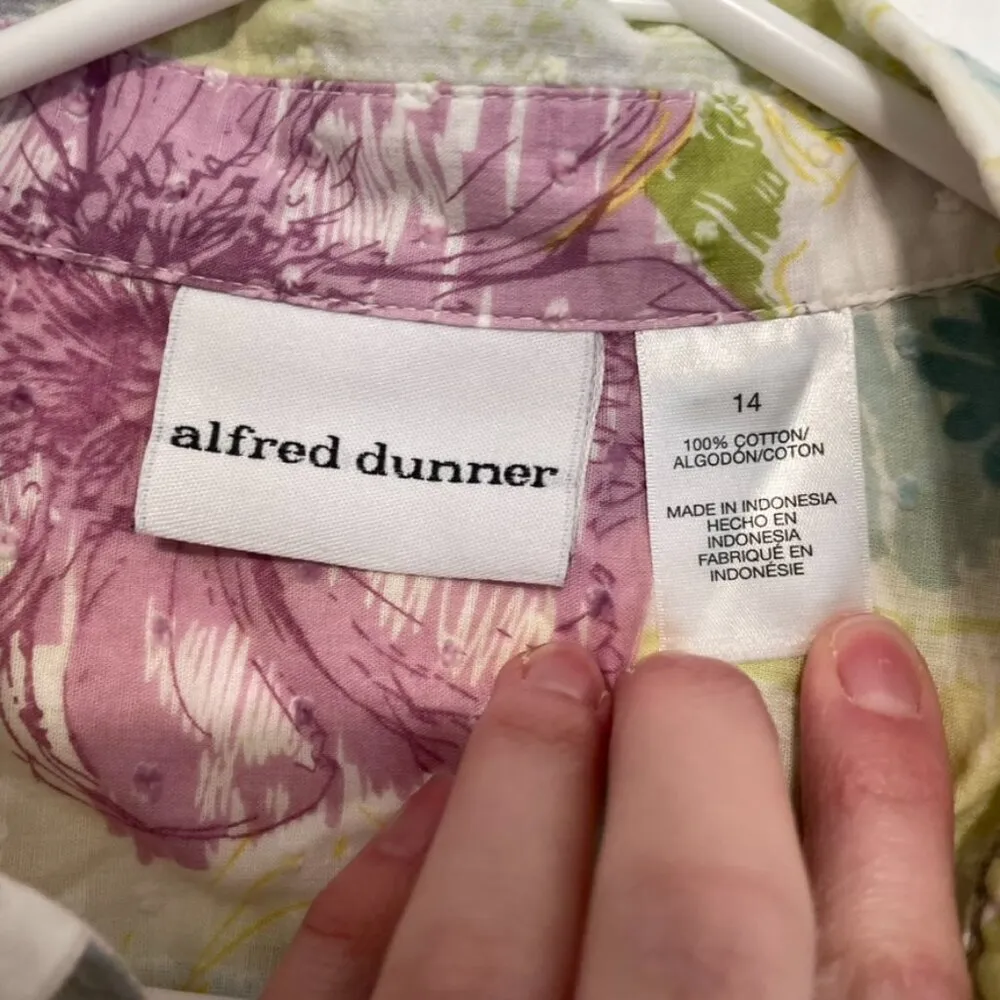 alfred dunner
14
100% COTTON/
ALGODÓN/COTON
MADE IN INDONESIA
HECHO EN
INDONESIA
FABRIQUÉ EN
INDONÉSIE